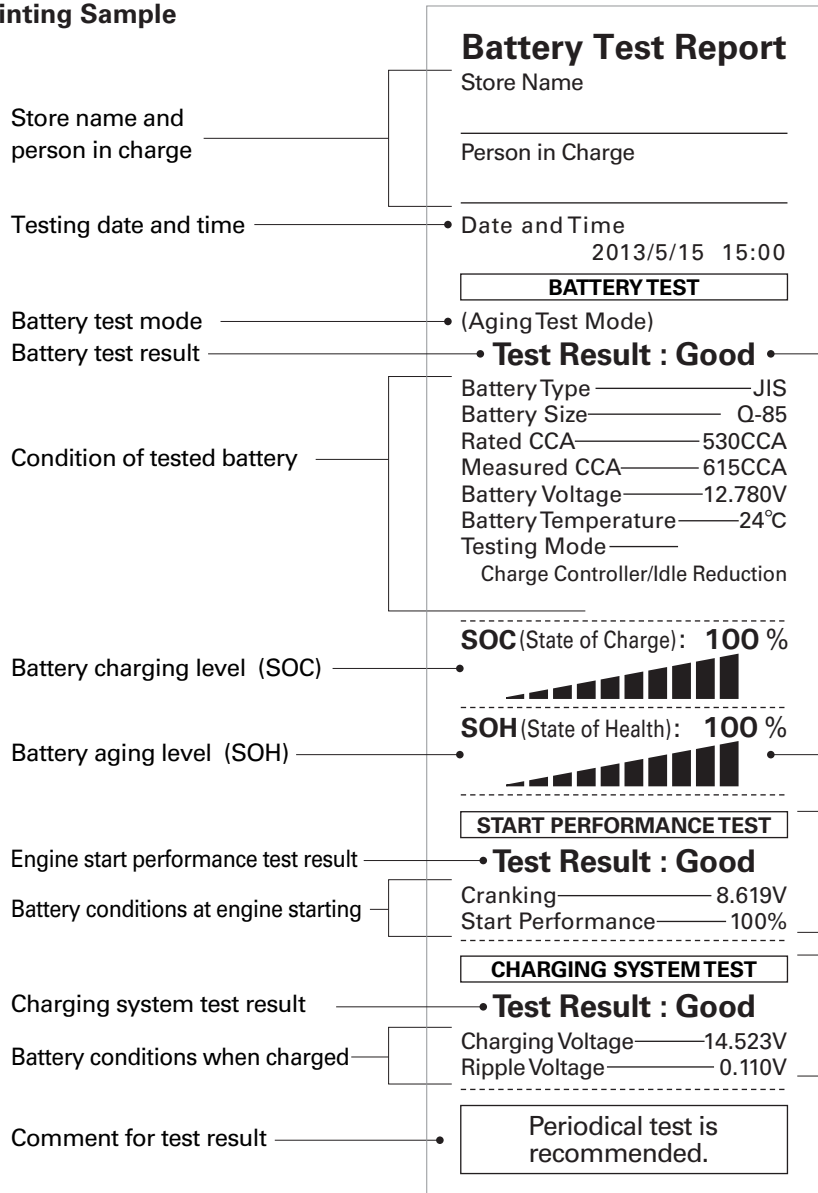 inting Sample
Battery Test Report
Store Name
Store name and
person in charge
Person in Charge
Testing date and time
Date and Time
2013/5/15 15:00
BATTERY TEST
Battery test mode
(Aging Test Mode)
Battery test result
Test Result : Good
Battery Type JIS
Battery Size Q-85
Rated CCA 530CCA
Condition of tested battery
Measured CCA 615CCA
Battery Voltage 12.780V
Battery Temperature 24℃
Testing Mode
Charge Controller/Idle Reduction
SOC (State of Charge): 100 %
Battery charging level (SOC)
SOH (State of Health): 100 %
Battery aging level (SOH)
START PERFORMANCE TEST
Engine start performance test result
Test Result : Good
Battery conditions at engine starting
Cranking 8.619V
Start Performance 100%
CHARGING SYSTEM TEST
Charging system test result
Test Result : Good
Battery conditions when charged
Charging Voltage 14.523V
Ripple Voltage 0.110V
Comment for test result
Periodical test is
recommended.